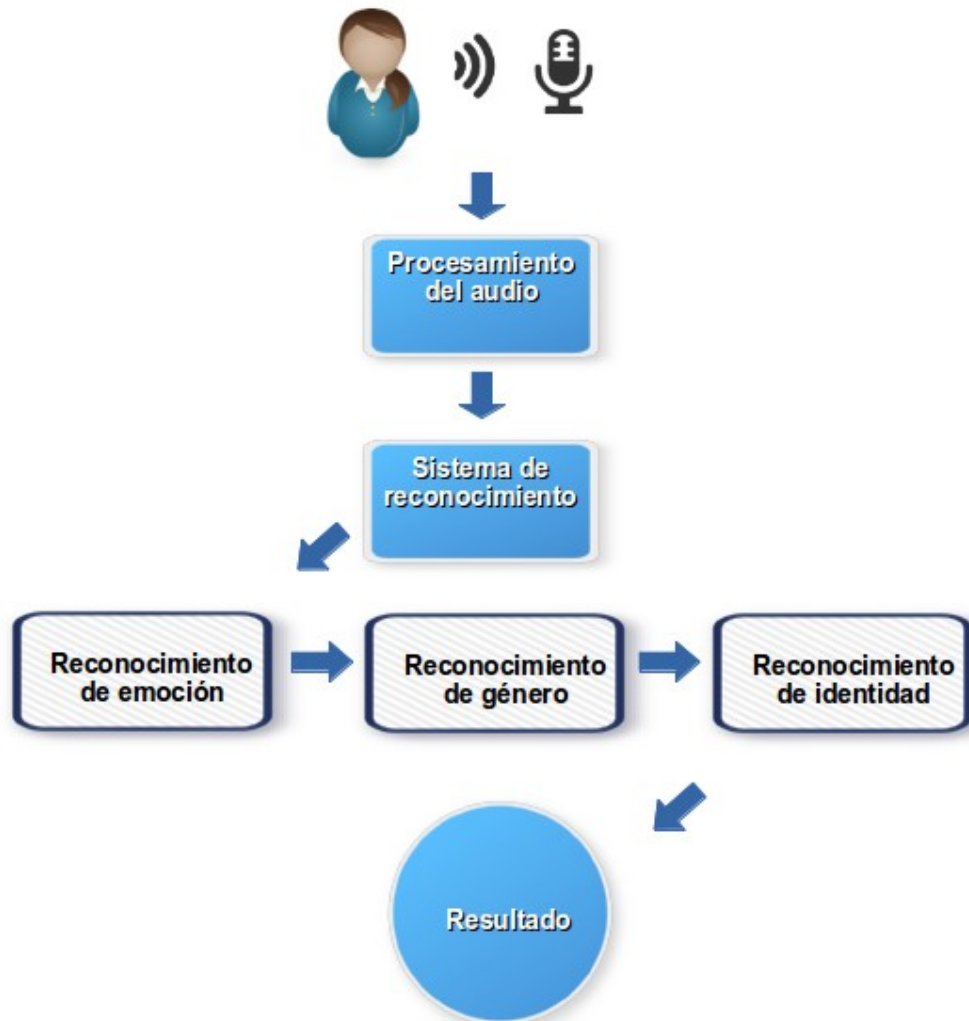 Procesamiento
del audio
Sistema de
reconocimiento
Reconocimiento
de emoción
Reconocimiento
de género
Reconocimiento
de identidad
Resultado